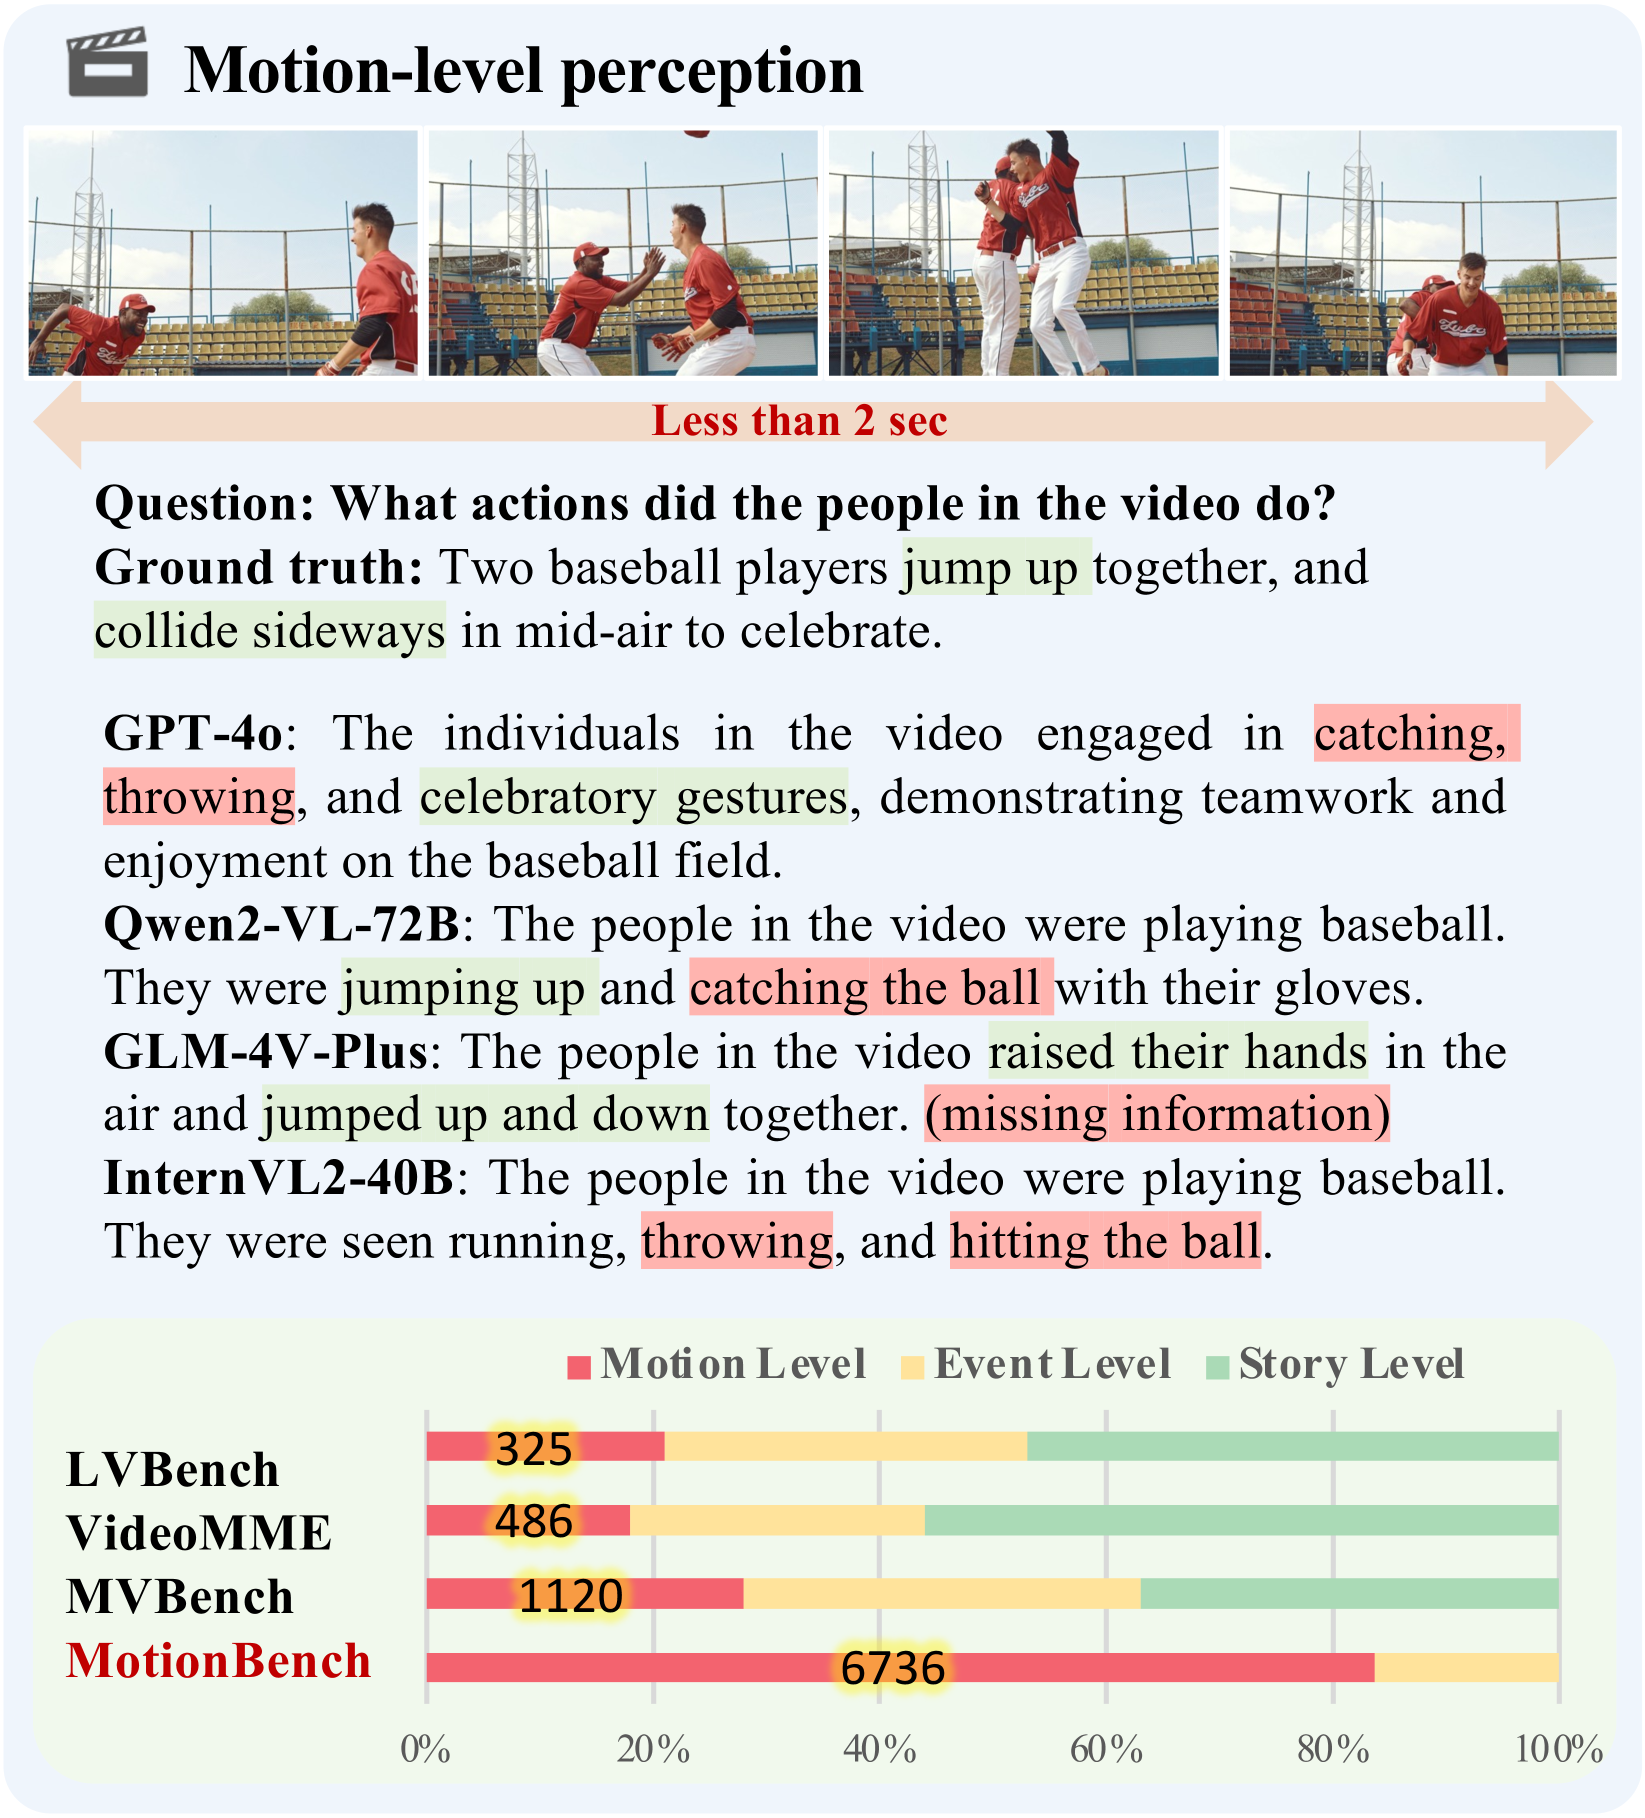 Motion-level perception
Less than 2 sec
Question: What actions did the people in the video do?
Ground truth: Two baseball players jump up together, and
collide sideways in mid-air to celebrate.
GPT-4o: The individuals in the video engaged in catching,
throwing, and celebratory gestures, demonstrating teamwork and
enjoyment on the baseball field.
Qwen2-VL-72B: The people in the video were playing baseball.
They were jumping up and catching the ball with their gloves.
GLM-4V-Plus: The people in the video raised their hands in the
air and jumped up and down together. (missing information)
InternVL2-40B: The people in the video were playing baseball.
They were seen running, throwing, and hitting the ball.
Motion Level Event Level Story Level
LVBench 325
VideoMME 486
MVBench 1120
MotionBench 6736
0% 20% 40% 60% 80% 100%